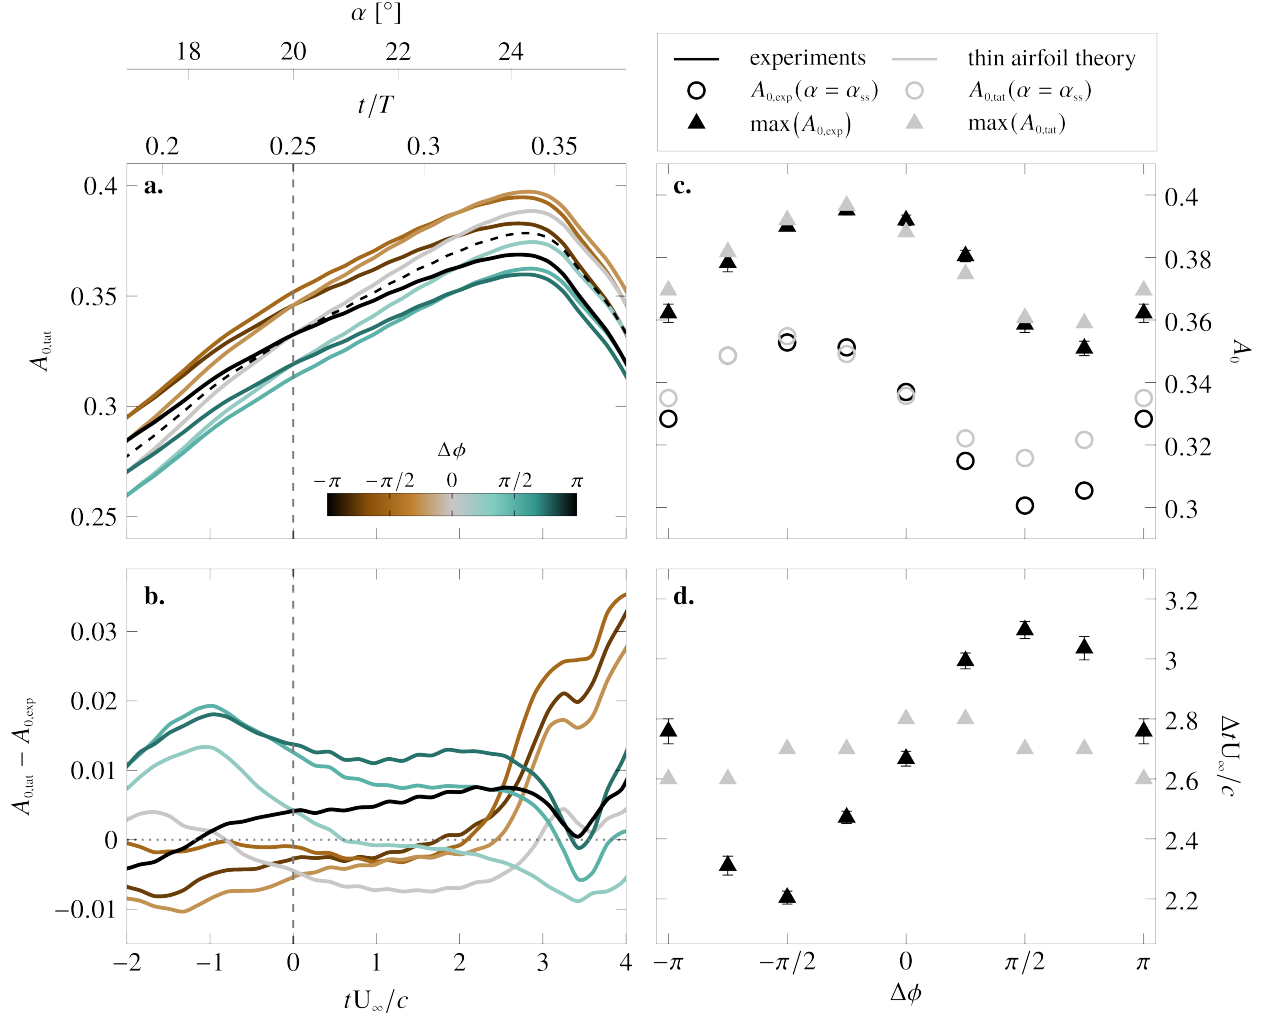 α [°]
18 20 22 24
t/T
0.2 0.25 0.3 0.35
experiments thin airfoil theory
A₀,exp(α = αss) A₀,tat(α = αss)
max(A₀,exp) max(A₀,tat)
a.
0.4
0.35
0.3
0.25
A₀,tat
Δϕ
−π −π/2 0 π/2 π
c.
0.4
0.38
0.36
0.34
0.32
0.3
A₀
b.
0.03
0.02
0.01
0
−0.01
A₀,tat − A₀,exp
−2 −1 0 1 2 3 4
tU∞/c
d.
3.2
3
2.8
2.6
2.4
2.2
ΔtU∞/c
−π −π/2 0 π/2 π
Δϕ